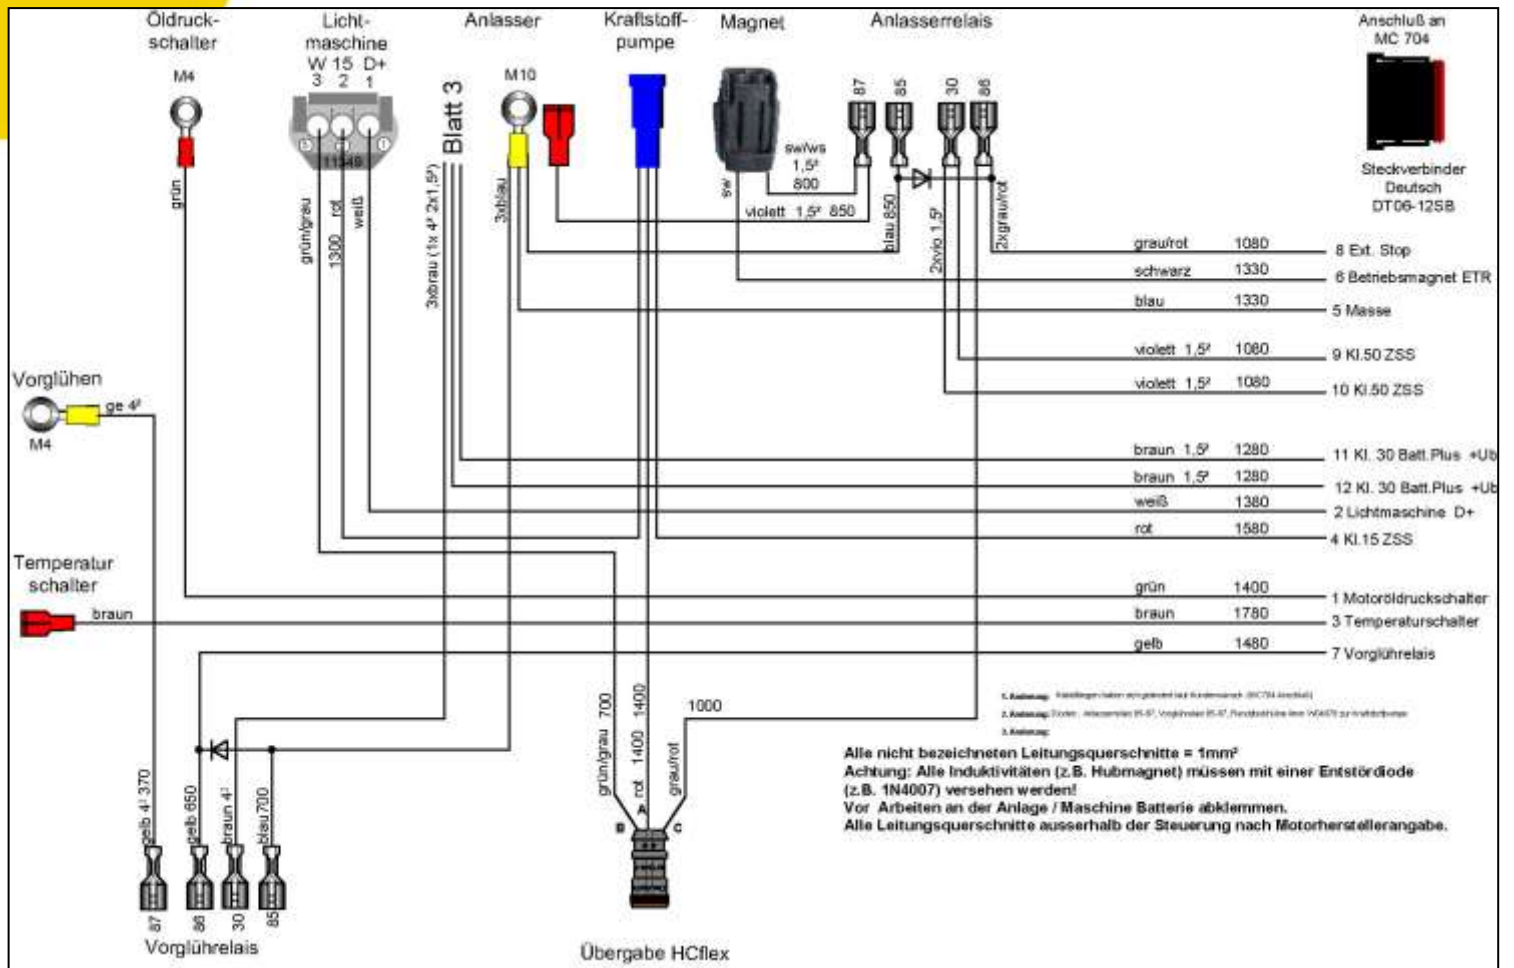 Öldruck-
schalter
Licht-
maschine
Anlasser
Kraftstoff-
pumpe
Magnet
Anlasserrelais
Anschluß an
MC 704
M4
W 15 D+
3 2 1
Blatt 3
M10
87
85
30
86
11349
sw/ws
1,5²
800
Steckverbinder
Deutsch
DT06-12SB
grün
grün/grau
rot
1300
weiß
3xbrau (1x 4² 2x1,5²)
3xblau
sw
violett 1,5² 850
blau 850
2xvio 1,5²
2xgrau/rot
grau/rot 1080 8 Ext. Stop
schwarz 1330 6 Betriebsmagnet ETR
blau 1330 5 Masse
violett 1,5² 1080 9 Kl.50 ZSS
violett 1,5² 1080 10 Kl.50 ZSS
Vorglühen
ge 4²
M4
braun 1,5² 1280 11 Kl. 30 Batt.Plus +Ub
braun 1,5² 1280 12 Kl. 30 Batt.Plus +Ub
weiß 1380 2 Lichtmaschine D+
rot 1580 4 Kl.15 ZSS
Temperatur
schalter
braun
grün 1400 1 Motoröldruckschalter
braun 1780 3 Temperaturschalter
gelb 1480 7 Vorglührelais
grün/grau 700
rot 1400 1400
grau/rot
1000
1. Änderung:
2. Änderung:
3. Änderung:
Alle nicht bezeichneten Leitungsquerschnitte = 1mm²
Achtung: Alle Induktivitäten (z.B. Hubmagnet) müssen mit einer Entstördiode
(z.B. 1N4007) versehen werden!
Vor Arbeiten an der Anlage / Maschine Batterie abklemmen.
Alle Leitungsquerschnitte ausserhalb der Steuerung nach Motorherstellerangabe.
gelb 4² 370
gelb 650
braun 4²
blau 700
B
A
C
87
86
30
85
Vorglührelais
Übergabe HCflex